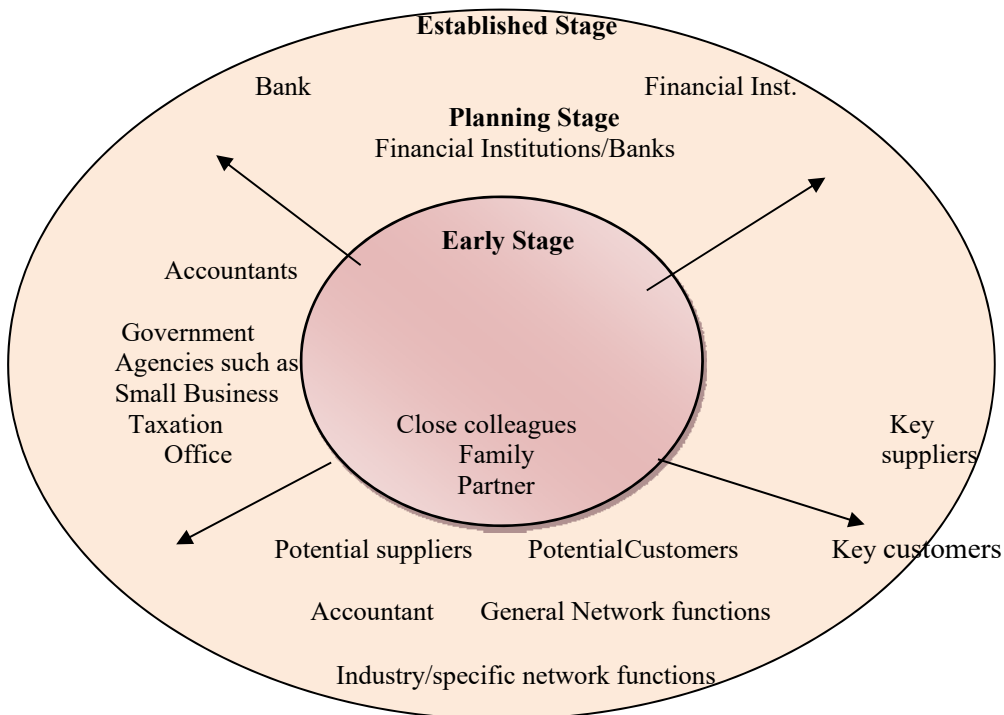 Established Stage
Bank
Financial Inst.
Planning Stage
Financial Institutions/Banks
Early Stage
Accountants
Government
Agencies such as
Small Business
Taxation
Office
Close colleagues
Family
Partner
Key
suppliers
Potential suppliers
PotentialCustomers
Key customers
Accountant
General Network functions
Industry/specific network functions